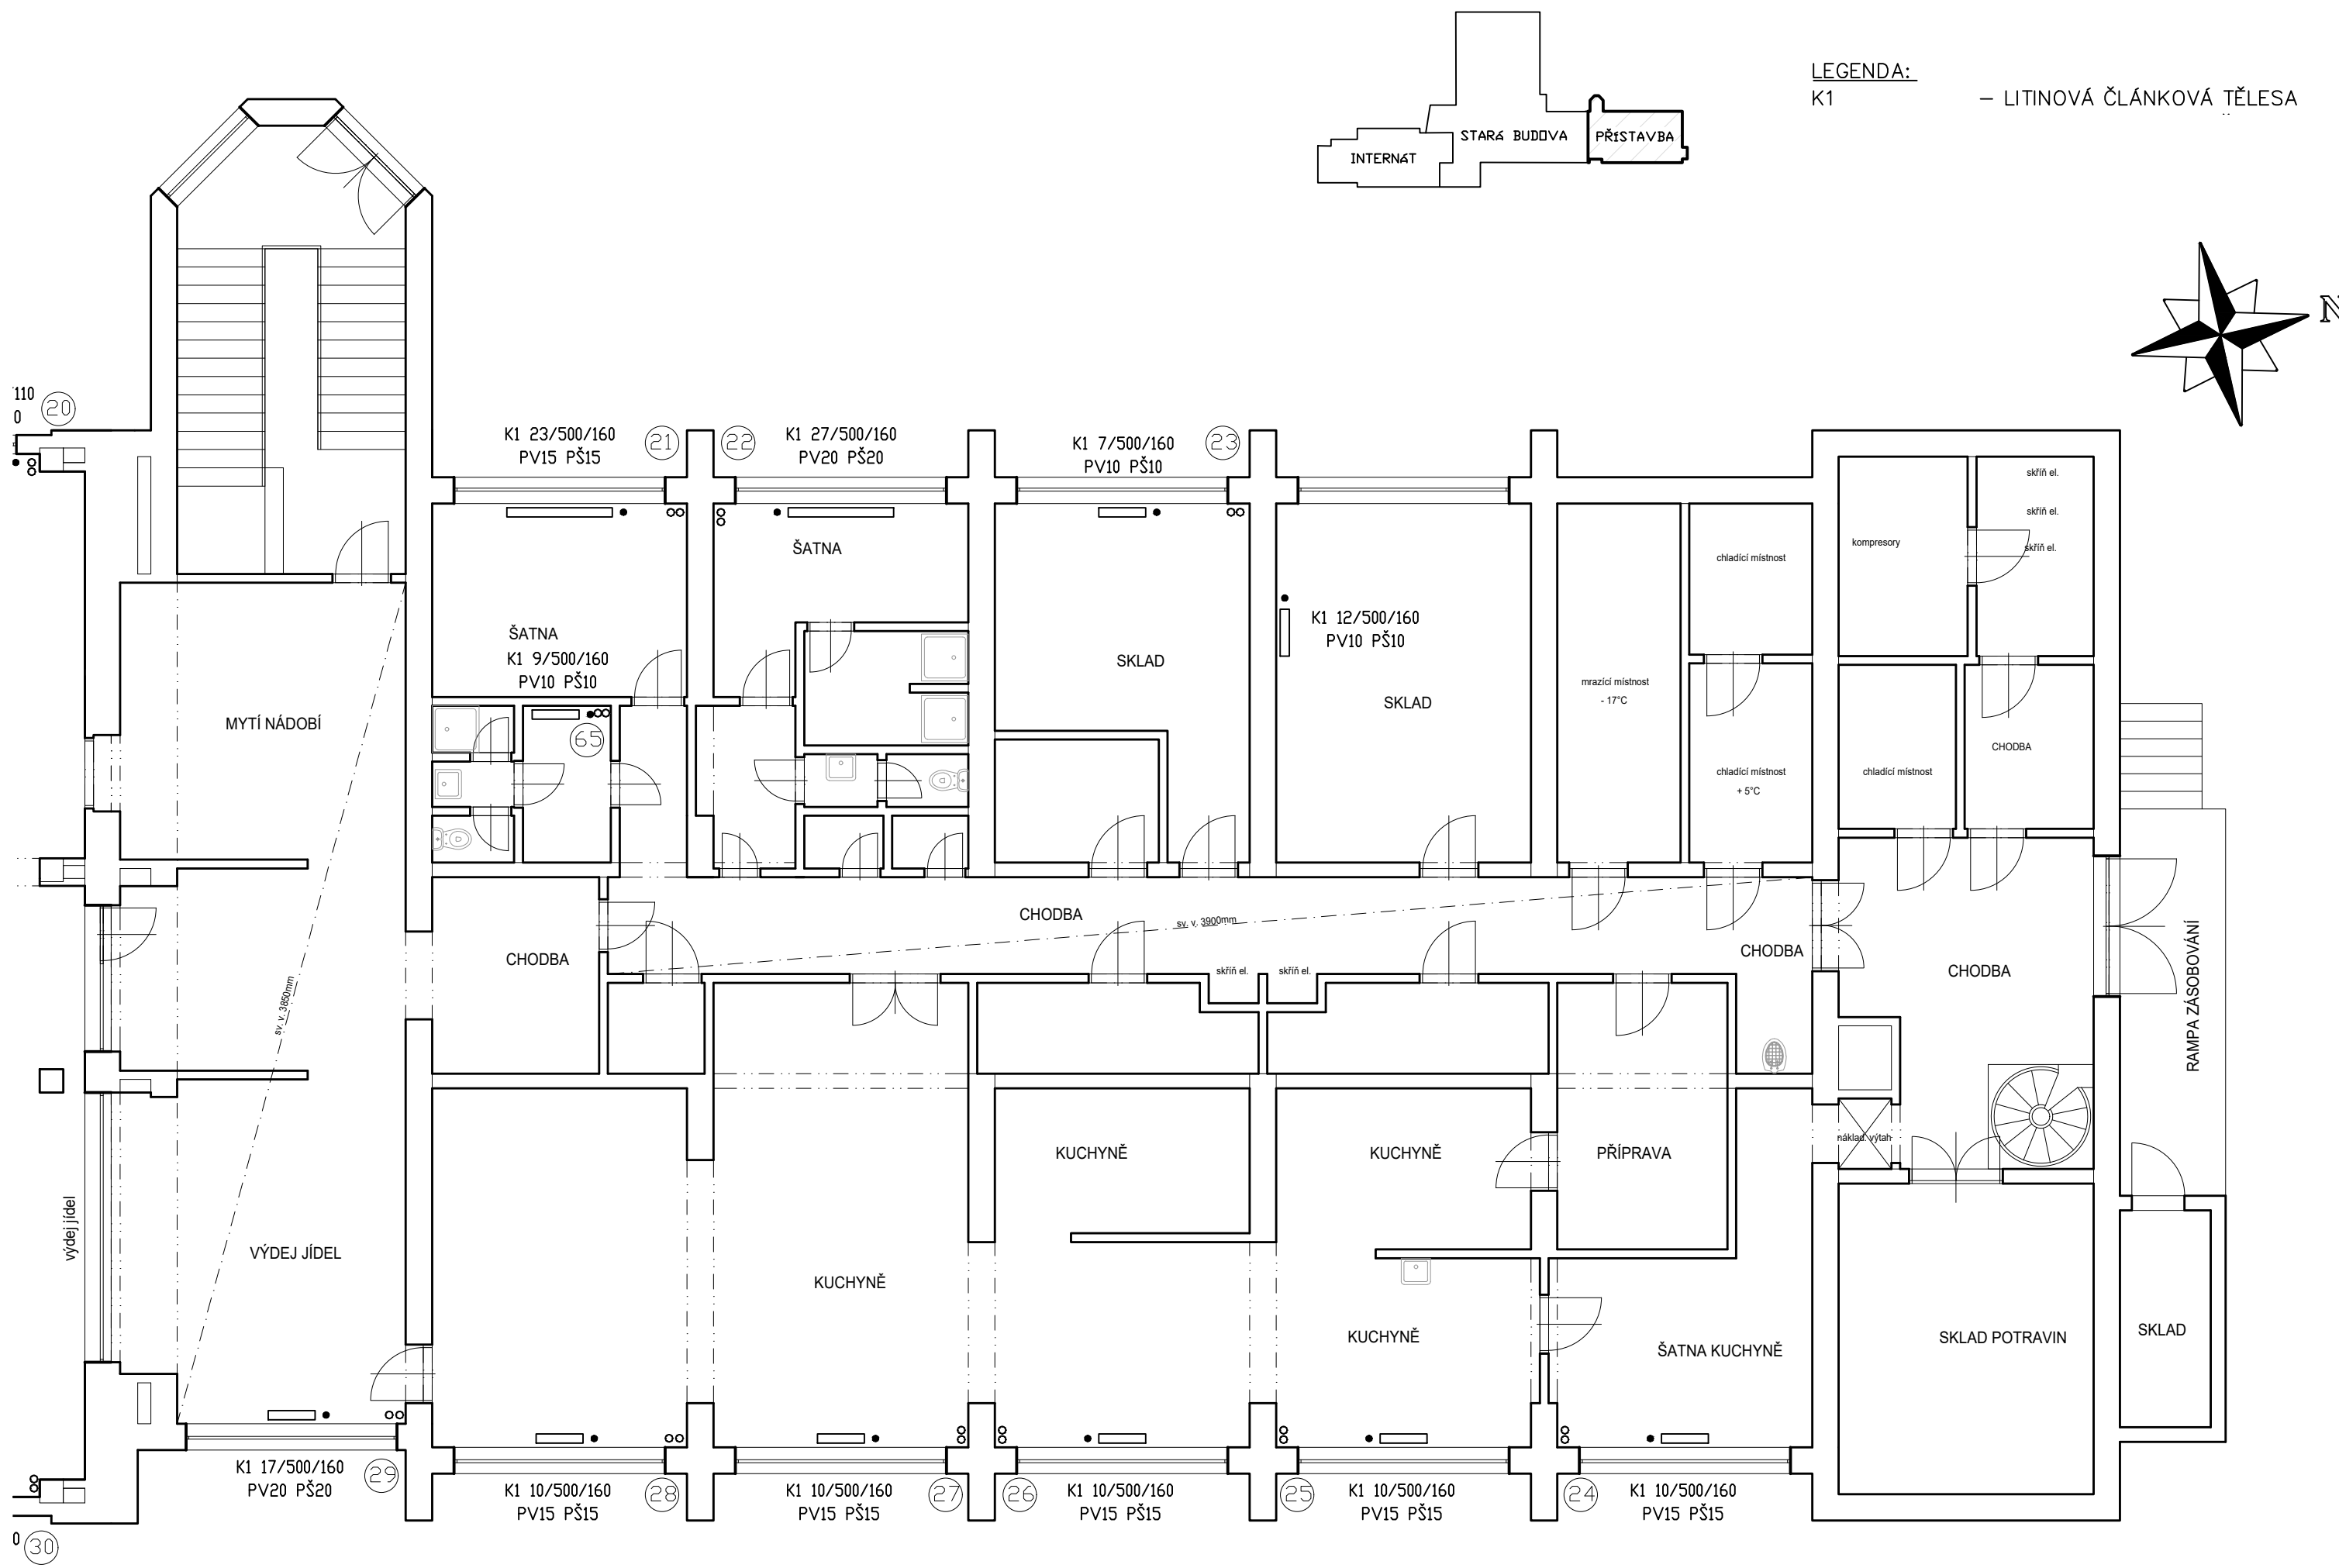 LEGENDA:
K1 – LITINOVÁ ČLÁNKOVÁ TĚLESA
STARÁ BUDOVA
PŘÍSTAVBA
INTERNÁT
110
0
20
K1 23/500/160
PV15 PŠ15
21
22
K1 27/500/160
PV20 PŠ20
K1 7/500/160
PV10 PŠ10
23
skříň el.
skříň el.
skříň el.
kompresory
ŠATNA
chladící místnost
ŠATNA
K1 9/500/160
PV10 PŠ10
K1 12/500/160
PV10 PŠ10
SKLAD
SKLAD
mrazící místnost
- 17°C
MYTÍ NÁDOBÍ
65
chladící místnost
+ 5°C
chladící místnost
CHODBA
CHODBA
sv. v. 3900mm
CHODBA
CHODBA
CHODBA
skříň el.
skříň el.
RAMPA ZÁSOBOVÁNÍ
sv. v. 3850mm
KUCHYNĚ
KUCHYNĚ
PŘÍPRAVA
náklad. výtah
výdej jídel
VÝDEJ JÍDEL
KUCHYNĚ
KUCHYNĚ
ŠATNA KUCHYNĚ
SKLAD POTRAVIN
SKLAD
K1 17/500/160
PV20 PŠ20
29
K1 10/500/160
PV15 PŠ15
28
K1 10/500/160
PV15 PŠ15
27
26
K1 10/500/160
PV15 PŠ15
25
K1 10/500/160
PV15 PŠ15
24
K1 10/500/160
PV15 PŠ15
0
30